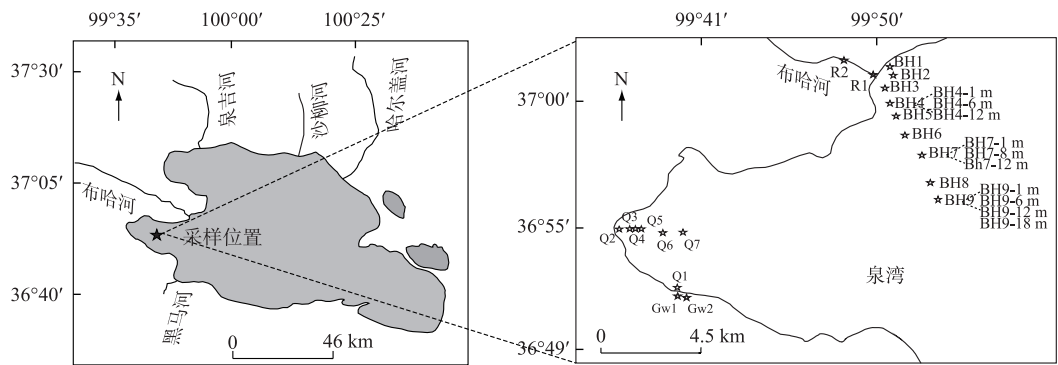 99°35′ 100°00′ 100°25′
37°30′
37°05′
36°40′
N
泉吉河
沙柳河
哈尔盖河
布哈河
采样位置
黑马河
0 46 km
99°41′ 99°50′
37°00′
36°55′
36°49′
N
布哈河
R2
R1
BH1
BH2
BH3
BH4
BH4-1 m
BH4-6 m
BH4-12 m
BH5
BH6
BH7
BH7-1 m
BH7-8 m
Bh7-12 m
BH8
BH9
BH9-1 m
BH9-6 m
BH9-12 m
BH9-18 m
Q3 Q5
Q2 Q4
Q6 Q7
Q1
Gw1 Gw2
泉湾
0 4.5 km